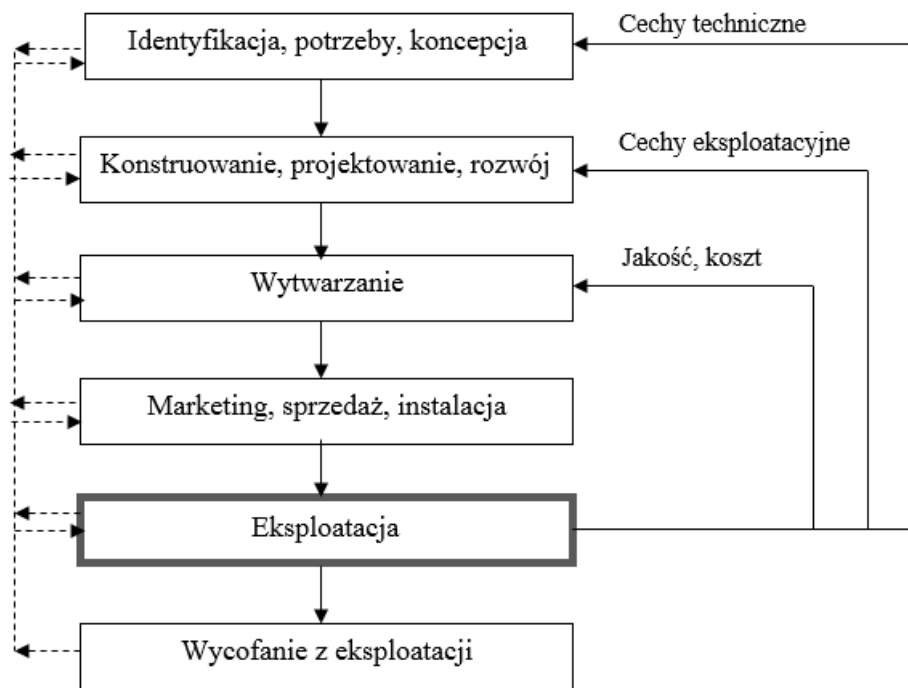 Identyfikacja, potrzeby, koncepcja
Cechy techniczne
Konstruowanie, projektowanie, rozwój
Cechy eksploatacyjne
Wytwarzanie
Jakość, koszt
Marketing, sprzedaż, instalacja
Eksploatacja
Wycofanie z eksploatacji